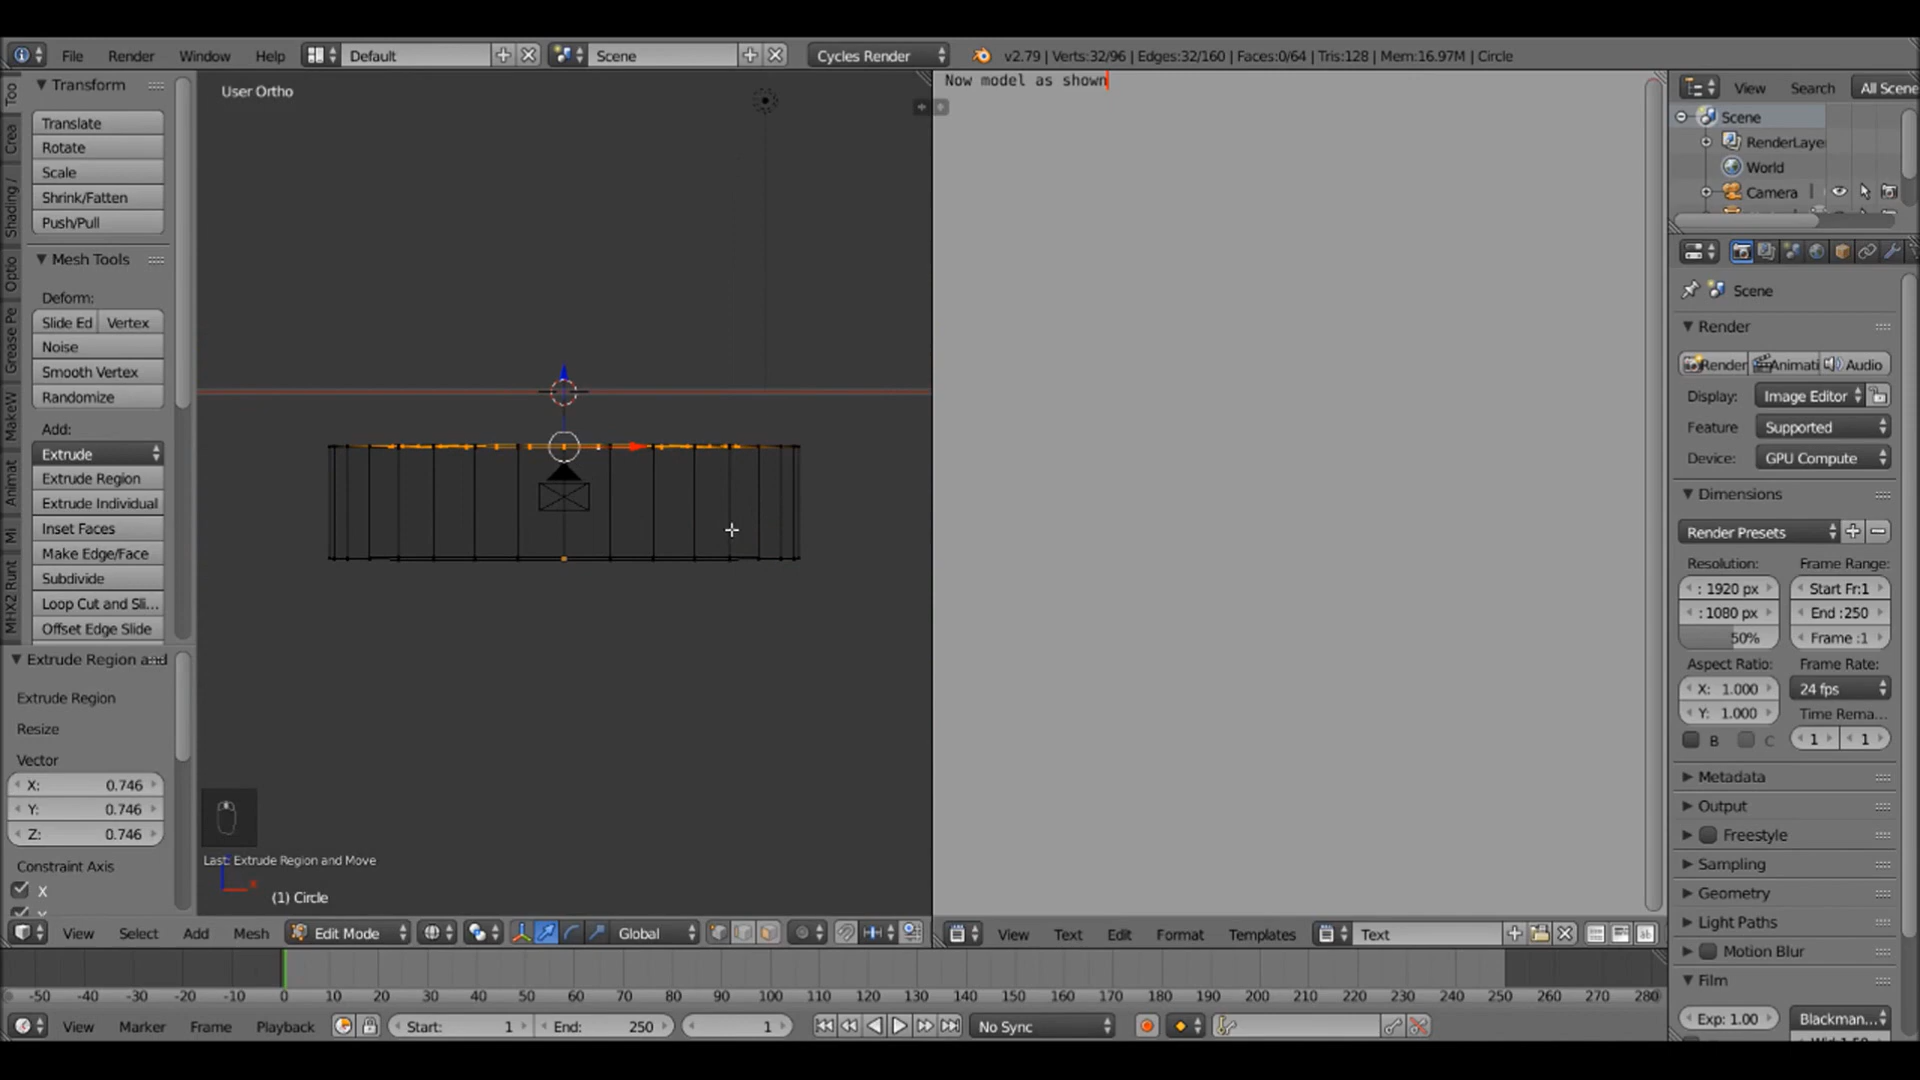 File Render Window Help Default Scene Cycles Render v2.79 | Verts:32/96 | Edges:32/160 | Faces:0/64 | Tris:128 | Mem:16.97M | Circle
Too
Crea
Shading /
Optio
Grease Pe
MakeW
Animat
Mi
MHX2 Runt
Transform
Translate
Rotate
Scale
Shrink/Fatten
Push/Pull
Mesh Tools
Deform:
Slide Ed Vertex
Noise
Smooth Vertex
Randomize
Add:
Extrude
Extrude Region
Extrude Individual
Inset Faces
Make Edge/Face
Subdivide
Loop Cut and Sli...
Offset Edge Slide
Extrude Region and
Extrude Region
Resize
Vector
X: 0.746
Y: 0.746
Z: 0.746
Constraint Axis
X
User Ortho
Last: Extrude Region and Move
(1) Circle
View Select Add Mesh Edit Mode Global
Now model as shown
View Text Edit Format Templates Text
View Search All Scene
Scene
RenderLaye
World
Camera
Scene
Render
Render Animati Audio
Display: Image Editor
Feature Supported
Device: GPU Compute
Dimensions
Render Presets
Resolution: Frame Range:
: 1920 px Start Fr:1
: 1080 px End :250
50% Frame :1
Aspect Ratio: Frame Rate:
X: 1.000 24 fps
Y: 1.000 Time Rema...
B C 1 1
Metadata
Output
Freestyle
Sampling
Geometry
Light Paths
Motion Blur
Film
Exp: 1.00 Blackman...
-50 -40 -30 -20 -10 0 10 20 30 40 50 60 70 80 90 100 110 120 130 140 150 160 170 180 190 200 210 220 230 240 250 260 270 280
View Marker Frame Playback Start: 1 End: 250 1 No Sync